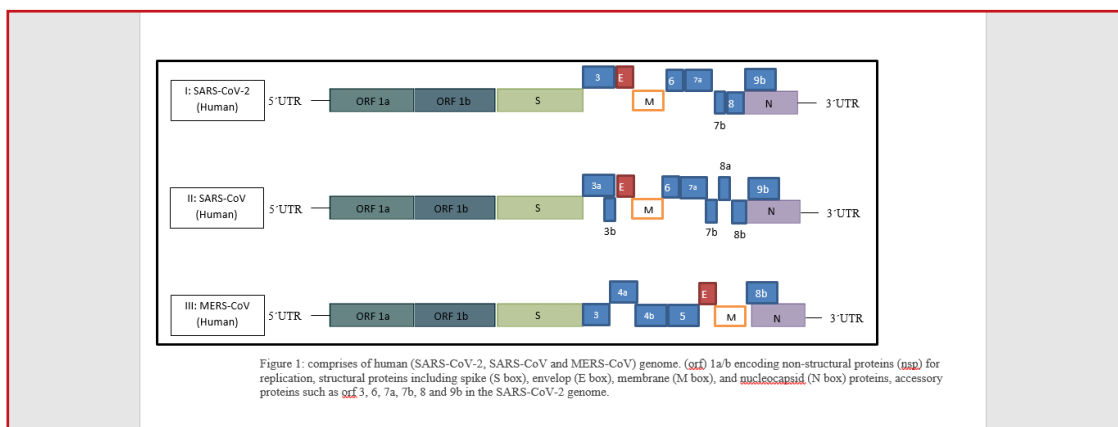 3 E 6 7a 9b
I: SARS-CoV-2
(Human)
5´UTR ORF 1a ORF 1b S M 8 N 3´UTR
7b
8a
3a E 6 7a 9b
II: SARS-CoV
(Human)
5´UTR ORF 1a ORF 1b S M N 3´UTR
3b 7b 8b
4a E 8b
III: MERS-CoV
(Human)
5´UTR ORF 1a ORF 1b S 3 4b 5 M N 3´UTR
Figure 1: comprises of human (SARS-CoV-2, SARS-CoV and MERS-CoV) genome. (orf) 1a/b encoding non-structural proteins (nsp) for
replication, structural proteins including spike (S box), envelop (E box), membrane (M box), and nucleocapsid (N box) proteins, accessory
proteins such as orf 3, 6, 7a, 7b, 8 and 9b in the SARS-CoV-2 genome.